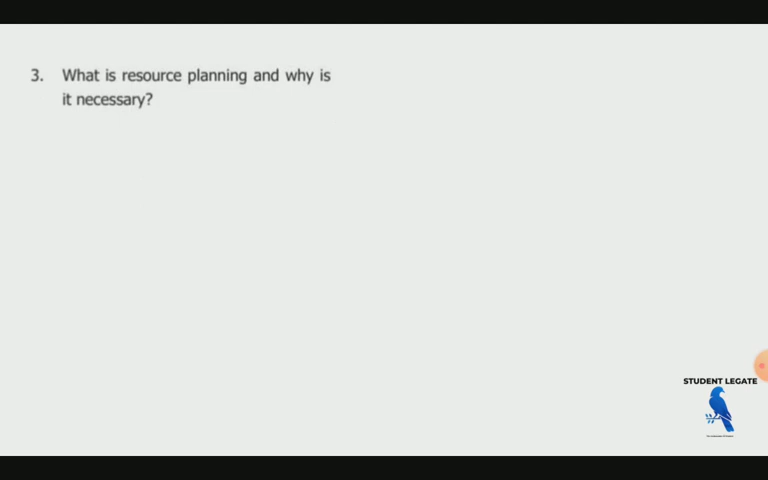 3. What is resource planning and why is
it necessary?
STUDENT LEGATE